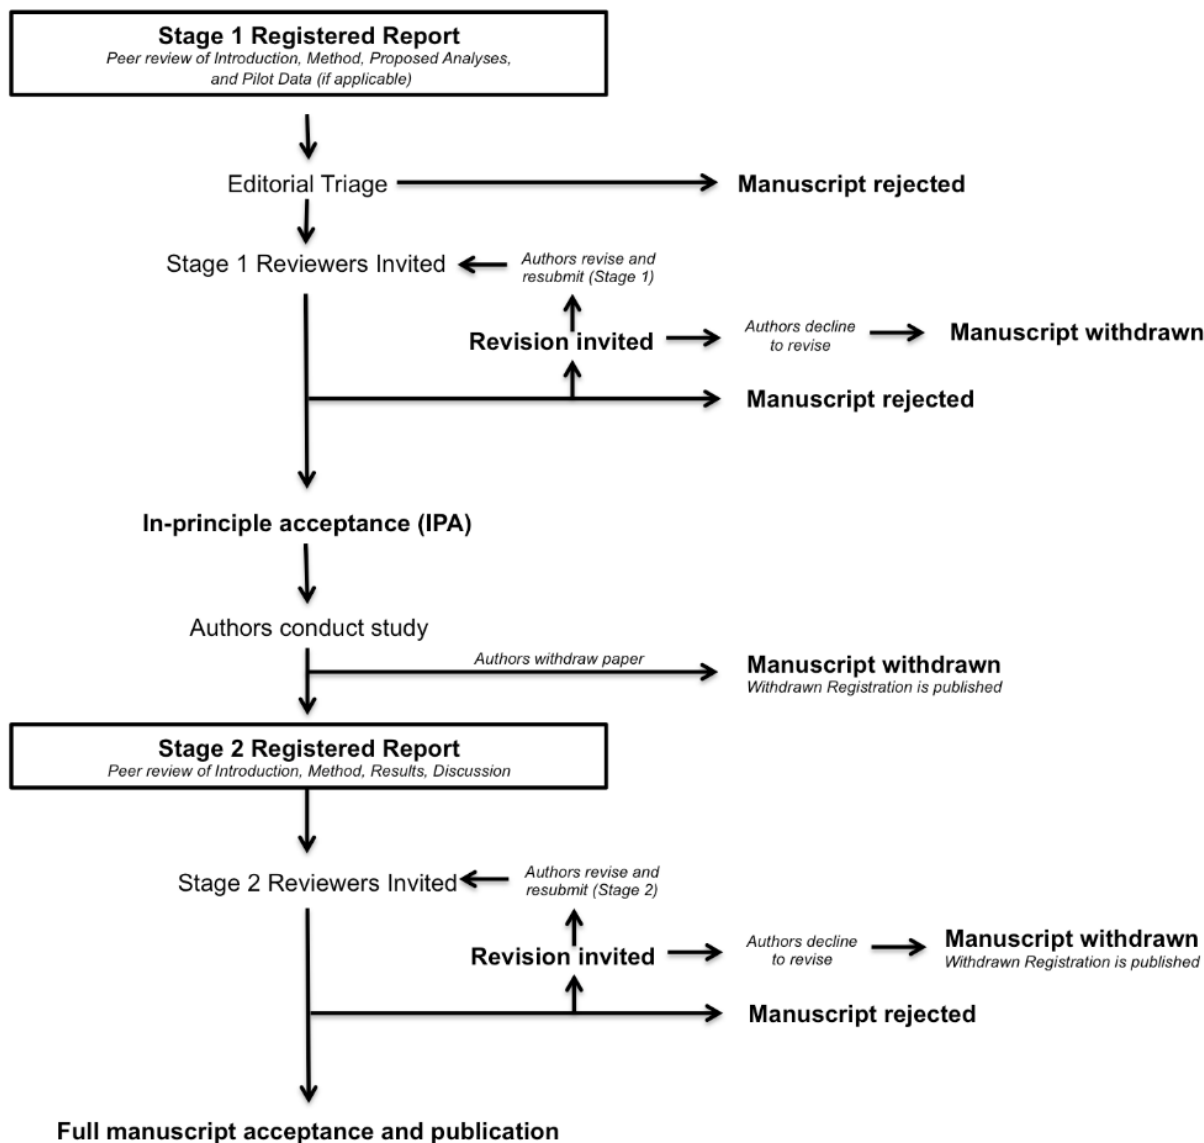 Stage 1 Registered Report
Peer review of Introduction, Method, Proposed Analyses,
and Pilot Data (if applicable)
Editorial Triage
Manuscript rejected
Stage 1 Reviewers Invited
Authors revise and
resubmit (Stage 1)
Revision invited
Authors decline
to revise
Manuscript withdrawn
Manuscript rejected
In-principle acceptance (IPA)
Authors conduct study
Authors withdraw paper
Manuscript withdrawn
Withdrawn Registration is published
Stage 2 Registered Report
Peer review of Introduction, Method, Results, Discussion
Stage 2 Reviewers Invited
Authors revise and
resubmit (Stage 2)
Revision invited
Authors decline
to revise
Manuscript withdrawn
Withdrawn Registration is published
Manuscript rejected
Full manuscript acceptance and publication